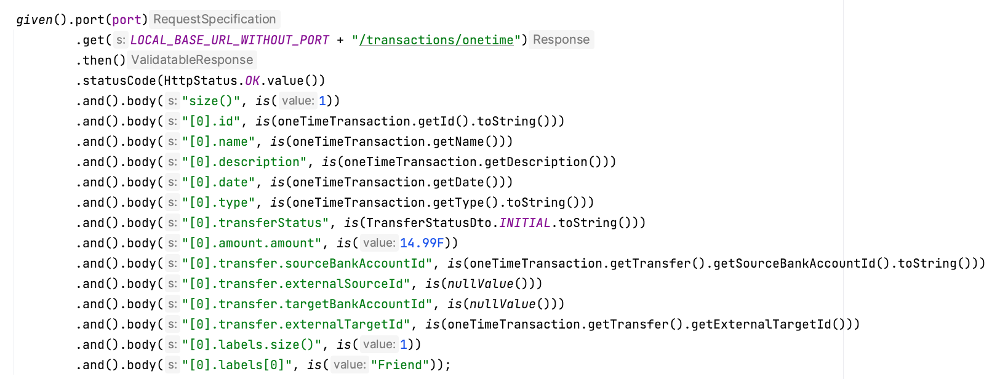 given().port(port) RequestSpecification
.get( s: LOCAL_BASE_URL_WITHOUT_PORT + "/transactions/onetime") Response
.then() ValidatableResponse
.statusCode(HttpStatus.OK.value())
.and().body( s: "size()", is( value: 1))
.and().body( s: "[0].id", is(oneTimeTransaction.getId().toString()))
.and().body( s: "[0].name", is(oneTimeTransaction.getName()))
.and().body( s: "[0].description", is(oneTimeTransaction.getDescription()))
.and().body( s: "[0].date", is(oneTimeTransaction.getDate()))
.and().body( s: "[0].type", is(oneTimeTransaction.getType().toString()))
.and().body( s: "[0].transferStatus", is(TransferStatusDto.INITIAL.toString()))
.and().body( s: "[0].amount.amount", is( value: 14.99F))
.and().body( s: "[0].transfer.sourceBankAccountId", is(oneTimeTransaction.getTransfer().getSourceBankAccountId().toString()))
.and().body( s: "[0].transfer.externalSourceId", is(nullValue()))
.and().body( s: "[0].transfer.targetBankAccountId", is(nullValue()))
.and().body( s: "[0].transfer.externalTargetId", is(oneTimeTransaction.getTransfer().getExternalTargetId()))
.and().body( s: "[0].labels.size()", is( value: 1))
.and().body( s: "[0].labels[0]", is( value: "Friend"));